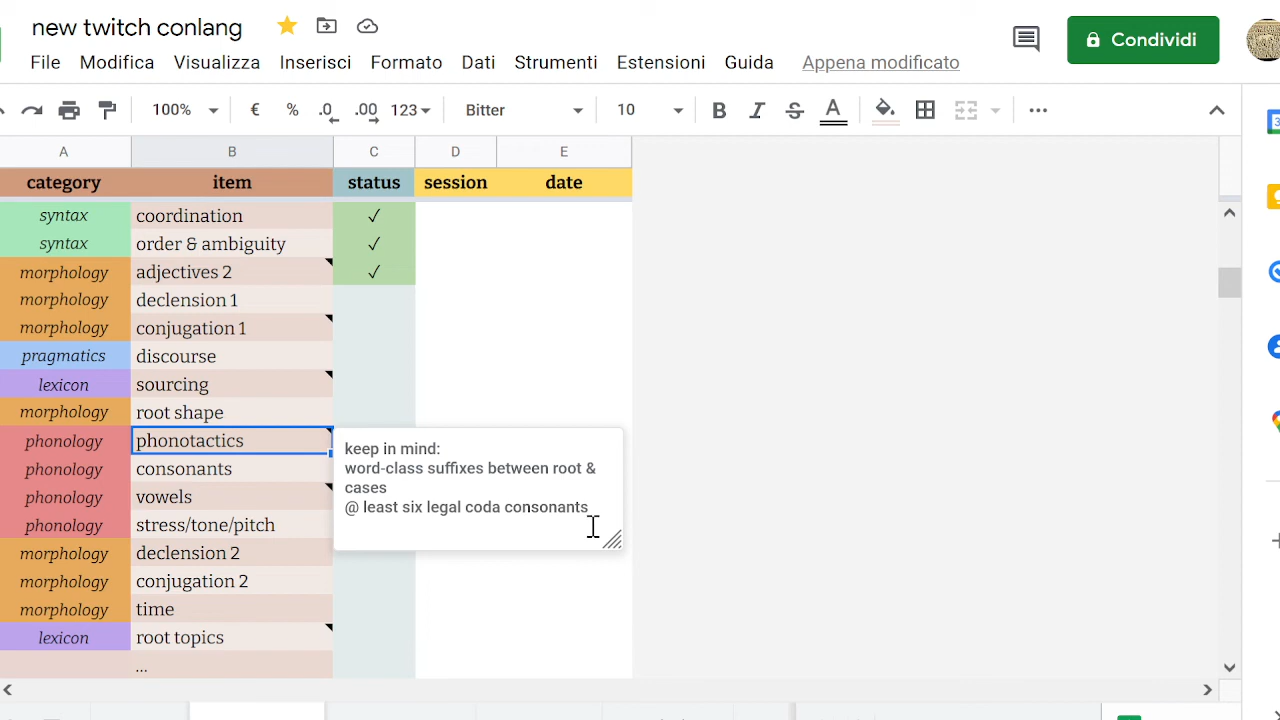 new twitch conlang
Condividi
File Modifica Visualizza Inserisci Formato Dati Strumenti Estensioni Guida Appena modificato
100% € % .0 .00 123 Bitter 10 B I S A
A B C D E
category item status session date
syntax coordination ✓
syntax order & ambiguity ✓
morphology adjectives 2 ✓
morphology declension 1
morphology conjugation 1
pragmatics discourse
lexicon sourcing
morphology root shape
phonology phonotactics
keep in mind:
word-class suffixes between root &
cases
@ least six legal coda consonants
phonology consonants
phonology vowels
phonology stress/tone/pitch
morphology declension 2
morphology conjugation 2
morphology time
lexicon root topics
...